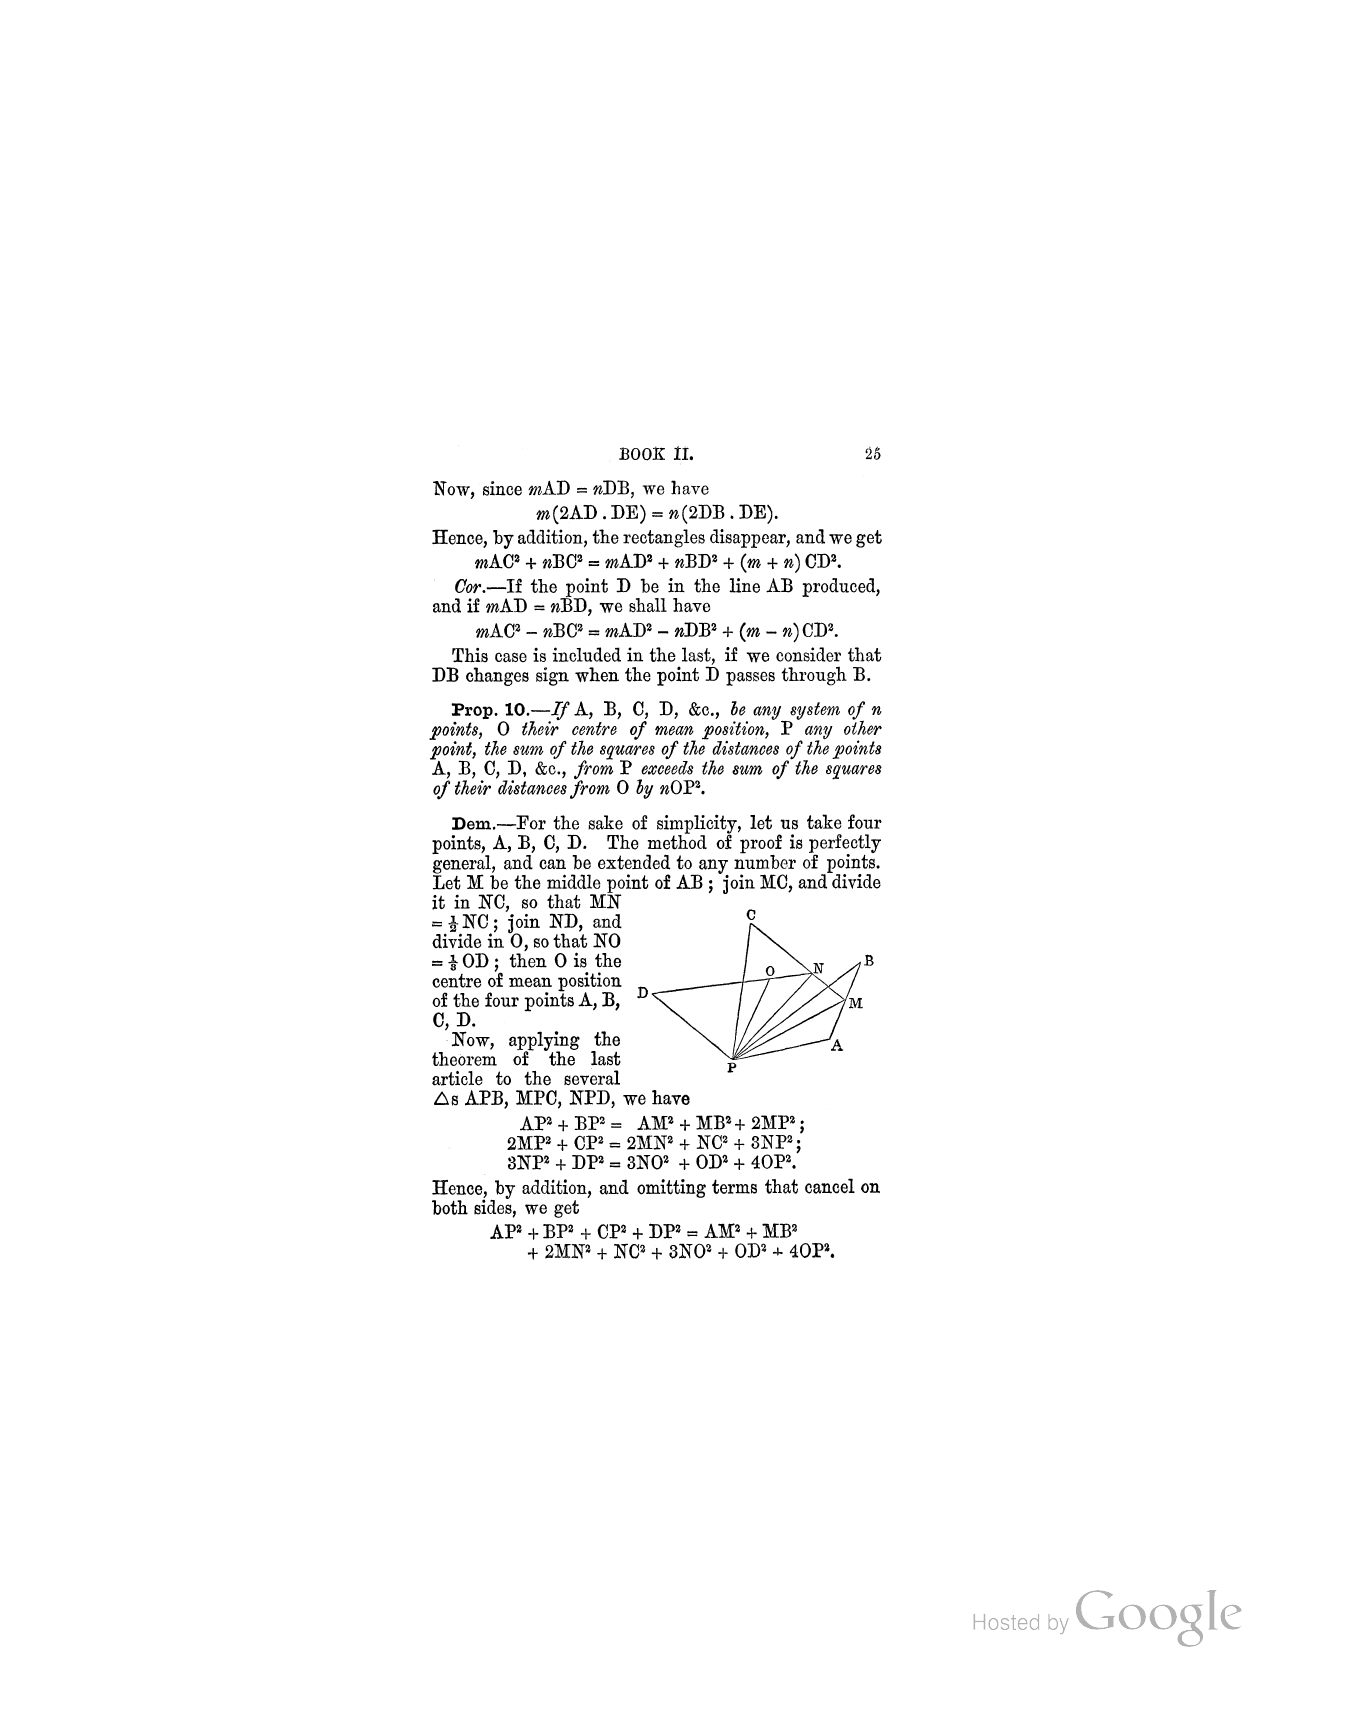 BOOK II. 25
Now, since mAD = nDB, we have
m(2AD . DE) = n(2DB . DE).
Hence, by addition, the rectangles disappear, and we get
mAC² + nBC² = mAD² + nBD² + (m + n) CD².
Cor.—If the point D be in the line AB produced,
and if mAD = nBD, we shall have
mAC² − nBC² = mAD² − nDB² + (m − n) CD².
This case is included in the last, if we consider that
DB changes sign when the point D passes through B.
Prop. 10.—If A, B, C, D, &c., be any system of n
points, O their centre of mean position, P any other
point, the sum of the squares of the distances of the points
A, B, C, D, &c., from P exceeds the sum of the squares
of their distances from O by nOP².
Dem.—For the sake of simplicity, let us take four
points, A, B, C, D. The method of proof is perfectly
general, and can be extended to any number of points.
Let M be the middle point of AB ; join MC, and divide
it in NC, so that MN
= ½ NC ; join ND, and
divide in O, so that NO
= ⅓ OD ; then O is the
centre of mean position
of the four points A, B,
C, D.
Now, applying the
theorem of the last
article to the several
△s APB, MPC, NPD, we have
C
O
N
B
D
M
A
P
AP² + BP² = AM² + MB² + 2MP² ;
2MP² + CP² = 2MN² + NC² + 3NP² ;
3NP² + DP² = 3NO² + OD² + 4OP².
Hence, by addition, and omitting terms that cancel on
both sides, we get
AP² + BP² + CP² + DP² = AM² + MB²
+ 2MN² + NC² + 3NO² + OD² + 4OP².
Hosted by Google